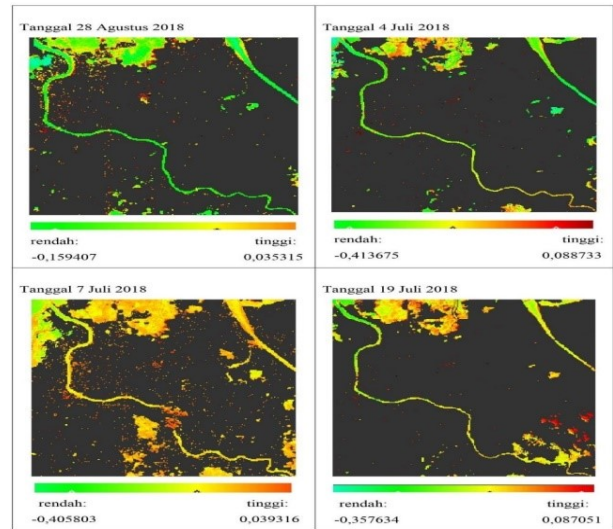 Tanggal 28 Agustus 2018
rendah: tinggi:
-0,159407 0,035315
Tanggal 4 Juli 2018
rendah: tinggi:
-0,413675 0,088733
Tanggal 7 Juli 2018
rendah: tinggi:
-0,405803 0,039316
Tanggal 19 Juli 2018
rendah: tinggi:
-0,357634 0,087051